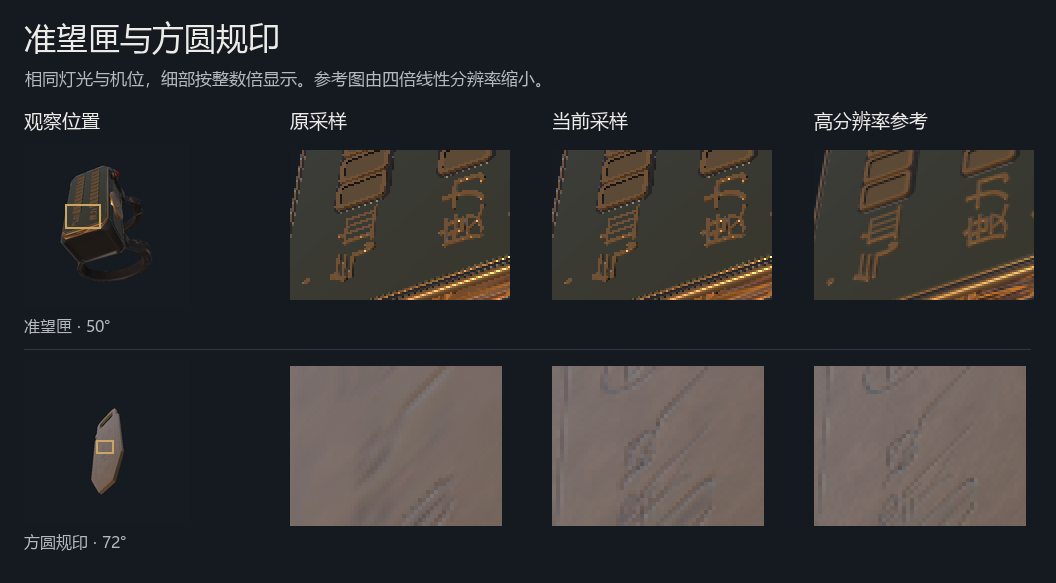 准望匣与方圆规印
相同灯光与机位，细部按整数倍显示。参考图由四倍线性分辨率缩小。
观察位置 原采样 当前采样 高分辨率参考
准望匣 · 50°
方圆规印 · 72°